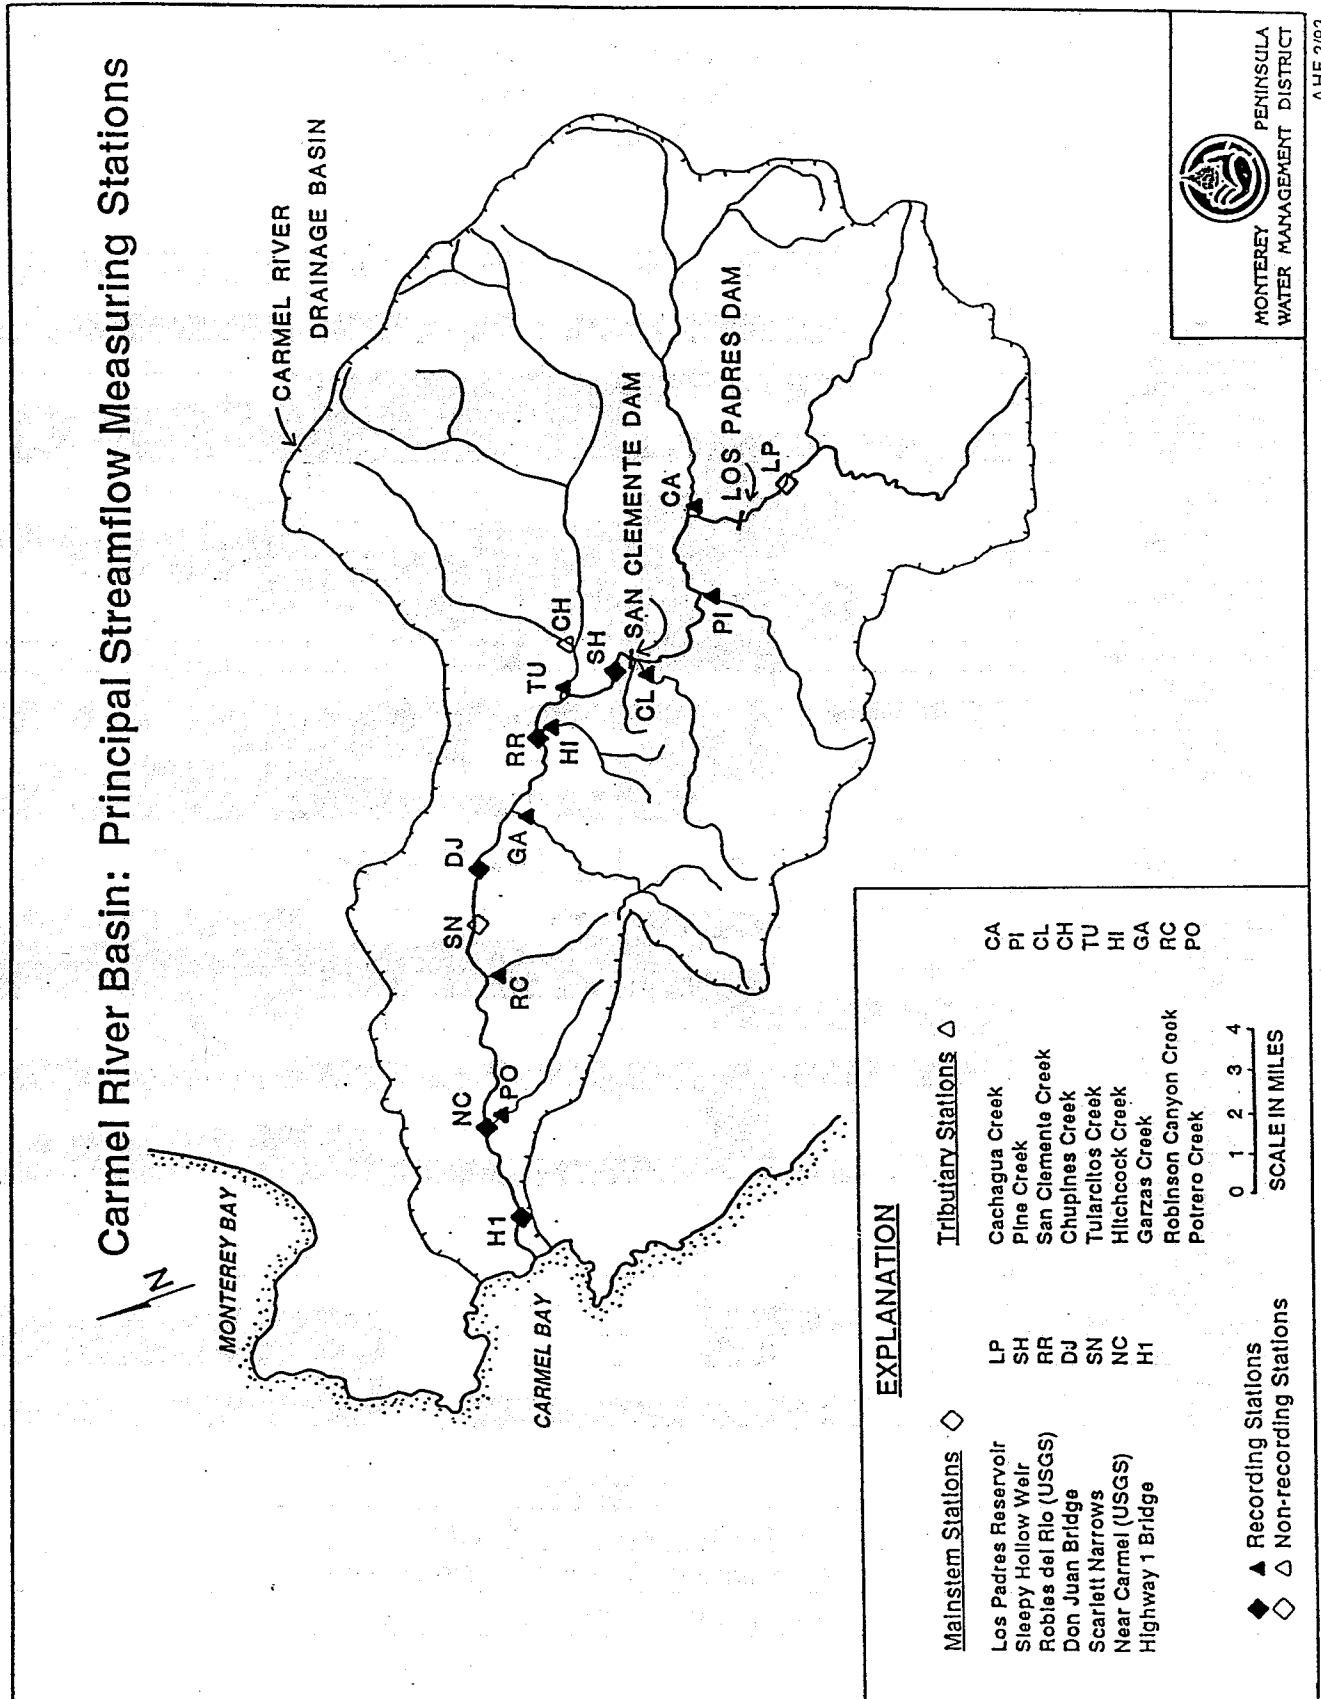 Carmel River Basin: Principal Streamflow Measuring Stations
N
MONTEREY BAY
CARMEL BAY
CARMEL RIVER
DRAINAGE BASIN
H1
NC
PO
RC
SN
DJ
GA
RR
HI
TU
CH
SH
CL
SAN CLEMENTE DAM
PI
CA
LOS PADRES DAM
LP
EXPLANATION
Mainstem Stations
Los Padres Reservoir LP
Sleepy Hollow Weir SH
Robles del Rio (USGS) RR
Don Juan Bridge DJ
Scarlett Narrows SN
Near Carmel (USGS) NC
Highway 1 Bridge H1
Tributary Stations
Cachagua Creek CA
Pine Creek PI
San Clemente Creek CL
Chupines Creek CH
Tularcitos Creek TU
Hitchcock Creek HI
Garzas Creek GA
Robinson Canyon Creek RC
Potrero Creek PO
Recording Stations
Non-recording Stations
0 1 2 3 4
SCALE IN MILES
MONTEREY PENINSULA
WATER MANAGEMENT DISTRICT